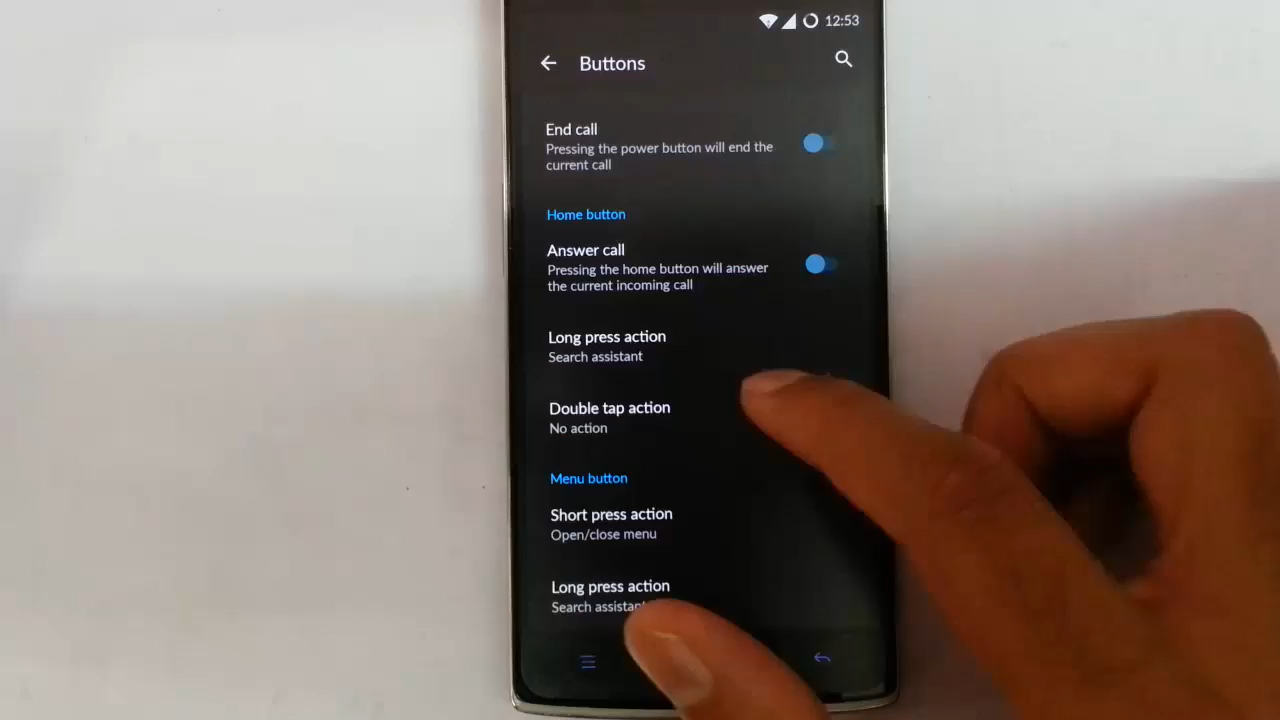 12:53
Buttons
End call
Pressing the power button will end the
current call
Home button
Answer call
Pressing the home button will answer
the current incoming call
Long press action
Search assistant
Double tap action
No action
Menu button
Short press action
Open/close menu
Long press action
Search